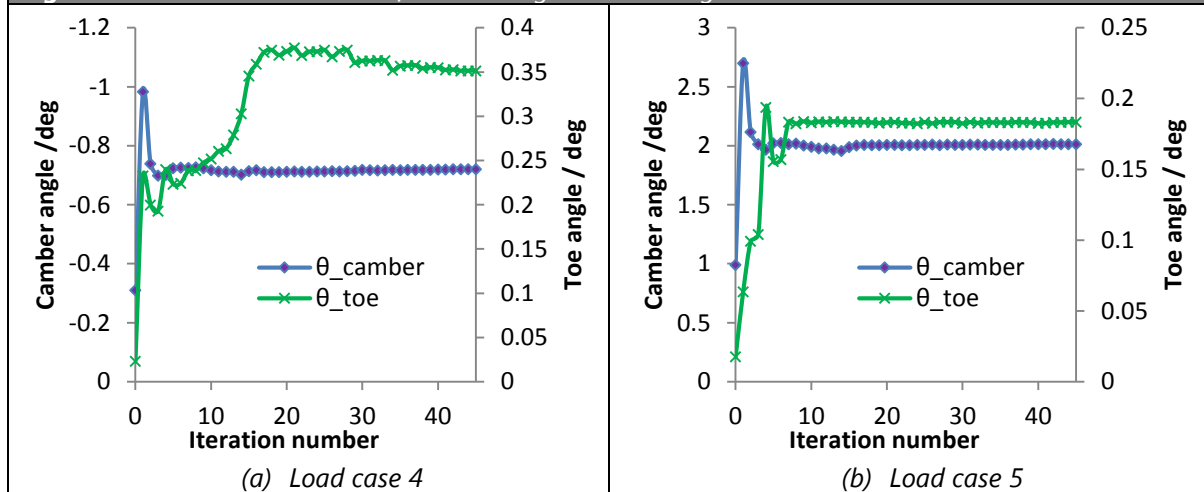 -1.2
-1
-0.8
-0.6
-0.4
-0.2
0
0.4
0.35
0.3
0.25
0.2
0.15
0.1
0.05
0
0 10 20 30 40
Camber angle /deg
Toe angle / deg
θ_camber
θ_toe
Iteration number
(a) Load case 4
3
2.5
2
1.5
1
0.5
0
0.25
0.2
0.15
0.1
0.05
0
0 10 20 30 40
Camber angle / deg
Toe angle / deg
θ_camber
θ_toe
Iteration number
(b) Load case 5